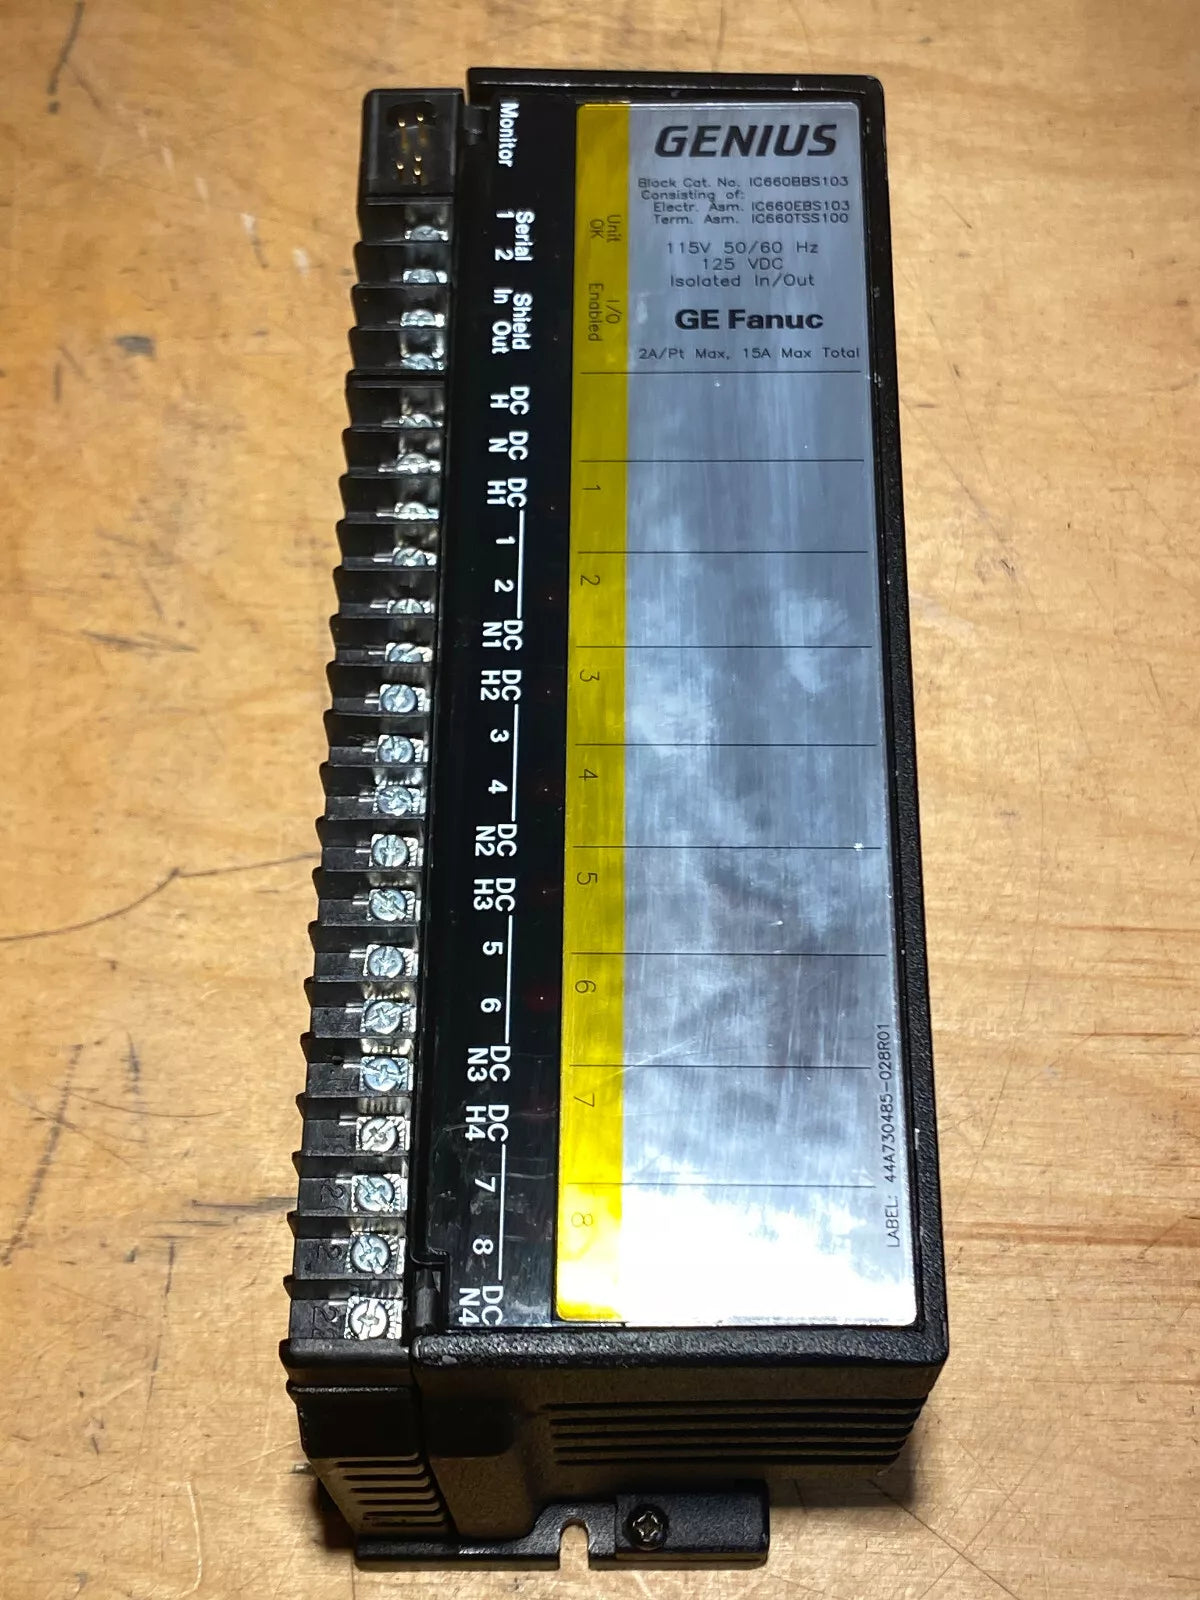 GENIUS
Block Cat. No. IC660BBS103
Consisting of:
Electr. Asm. IC660EBS103
Term. Asm. IC660TSS100
115V 50/60 Hz
125 VDC
Isolated In/Out
GE Fanuc
2A/Pt Max, 15A Max Total
Unit
OK
I/O
Enabled
1
2
3
4
5
6
7
8
LABEL: 44A730485-028R01
Monitor
Serial
1 2
Shield
In Out
DC
H
DC
N
DC
H1
1
2
DC
N1
DC
H2
3
4
DC
N2
DC
H3
5
6
DC
N3
DC
H4
7
8
DC
N4